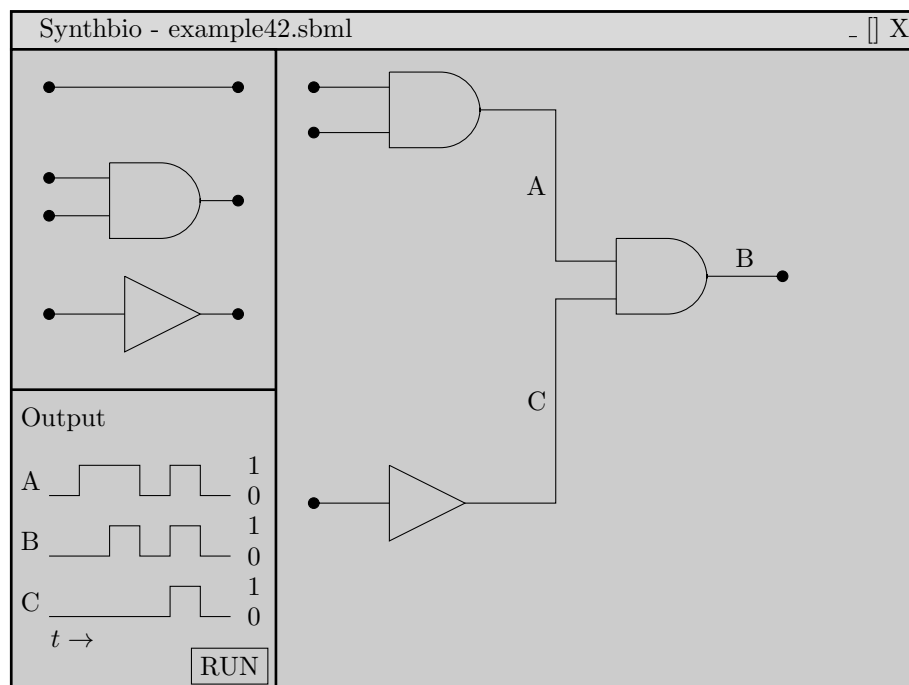 Synthbio - example42.sbml _ [] X
A
B
C
Output
A 1
0
B 1
0
C 1
0
t →
RUN